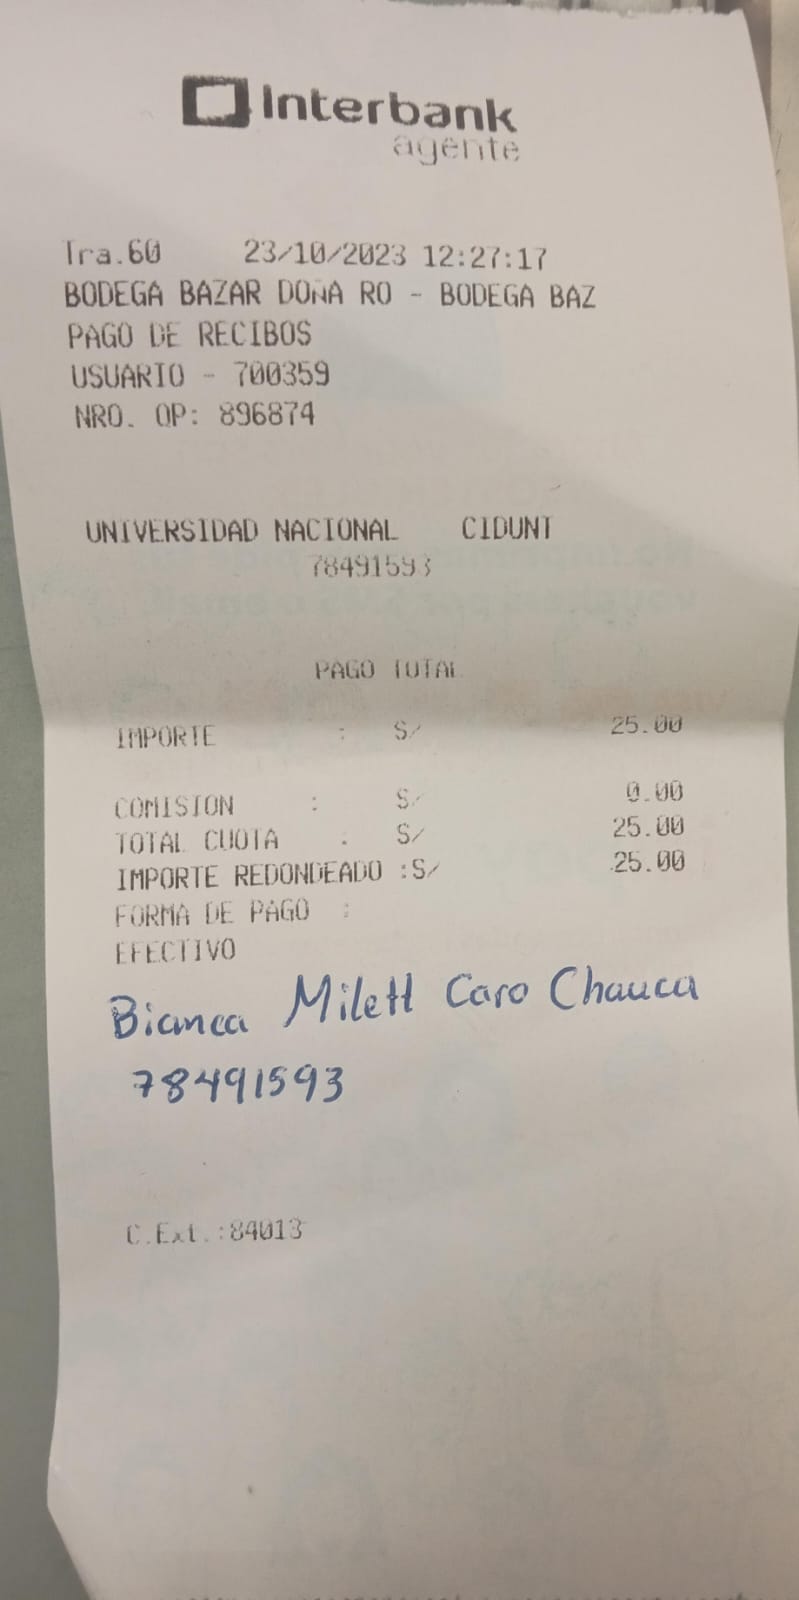 Interbank
agente
Tra.60 23/10/2023 12:27:17
BODEGA BAZAR DOÑA RO - BODEGA BAZ
PAGO DE RECIBOS
USUARIO - 700359
NRO. OP: 896874
UNIVERSIDAD NACIONAL CIDUNT
78491593
PAGO TOTAL
IMPORTE : S/ 25.00
COMISION : S/ 0.00
TOTAL CUOTA : S/ 25.00
IMPORTE REDONDEADO :S/ 25.00
FORMA DE PAGO :
EFECTIVO
Bianca Milett Caro Chauca
78491593
C.Ext.:84013